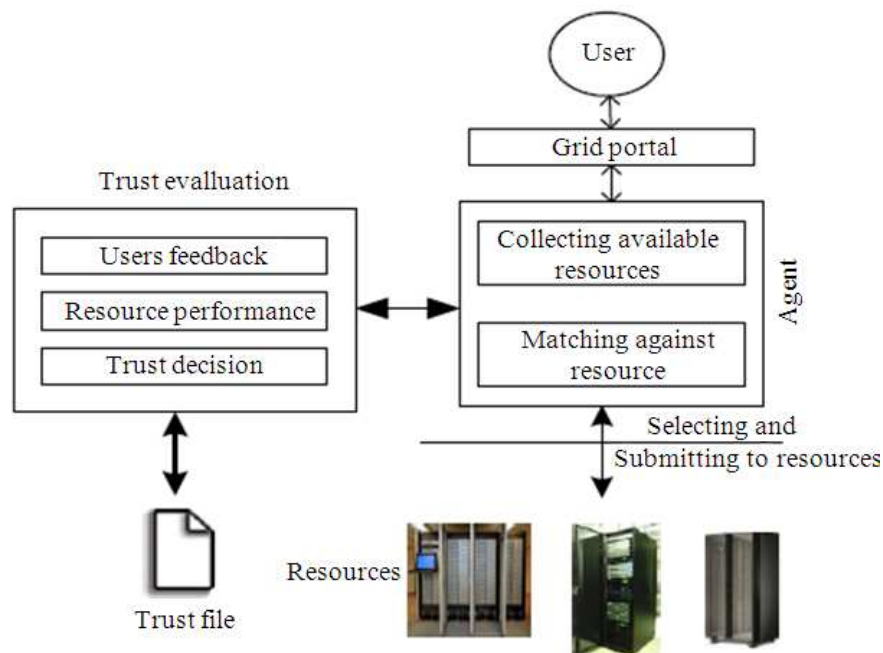 User
Grid portal
Trust evalluation
Users feedback
Resource performance
Trust decision
Collecting available
resources
Matching against
resource
Agent
Selecting and
Submitting to resources
Trust file
Resources